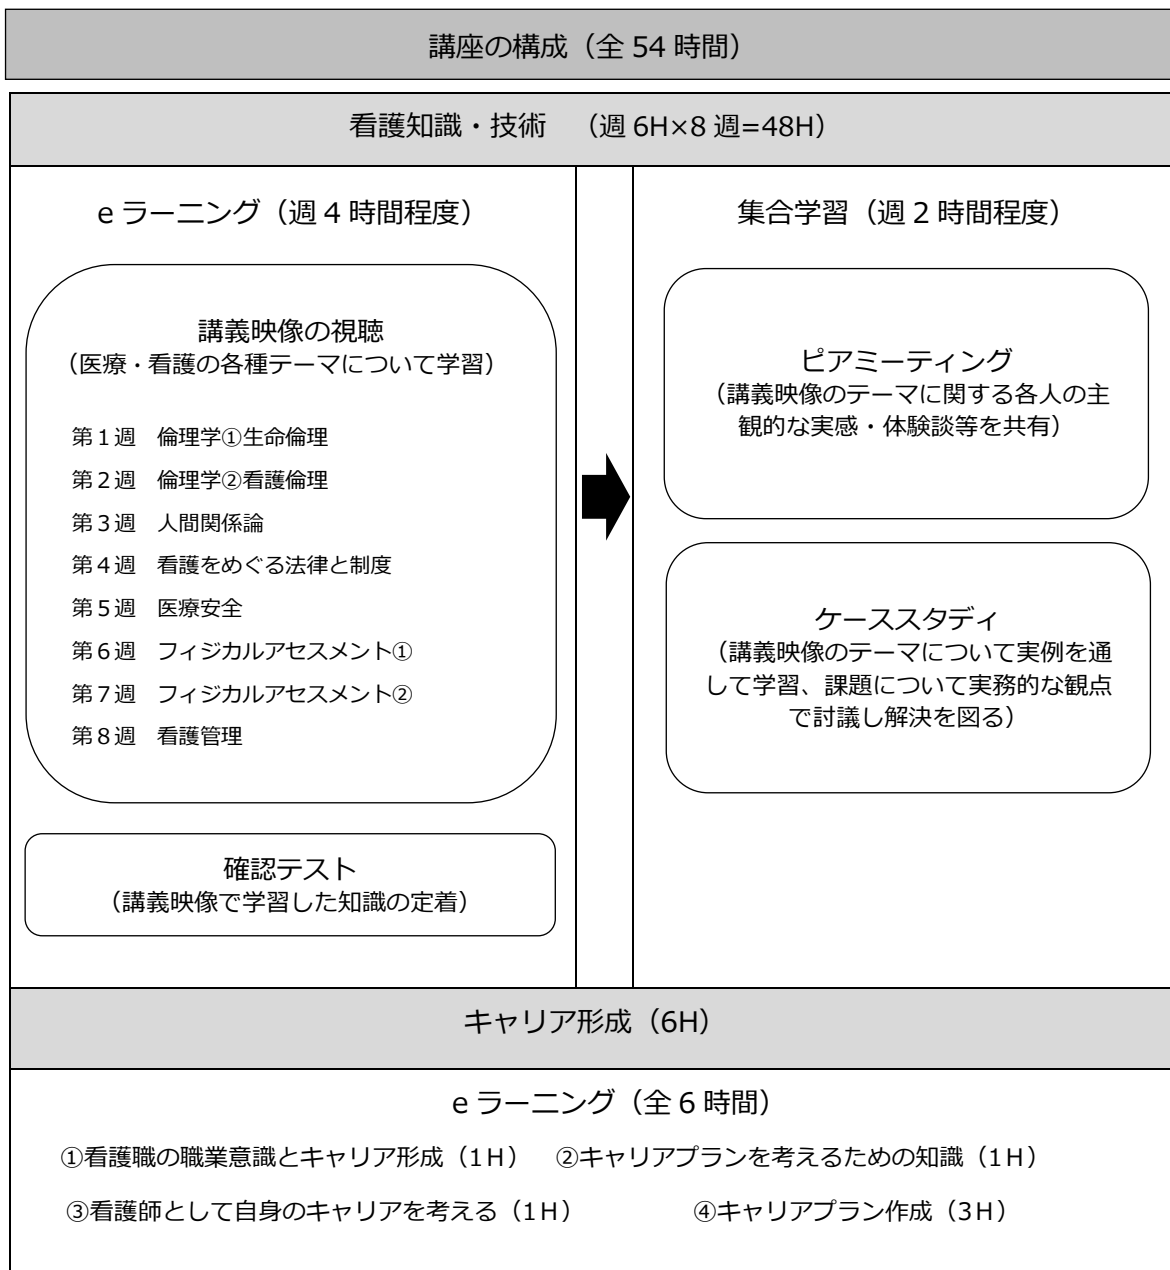 講座の構成（全 54 時間）
看護知識・技術　（週 6H×8 週=48H）
e ラーニング（週 4 時間程度）
講義映像の視聴
（医療・看護の各種テーマについて学習）
第１週　倫理学①生命倫理
第２週　倫理学②看護倫理
第３週　人間関係論
第４週　看護をめぐる法律と制度
第５週　医療安全
第６週　フィジカルアセスメント①
第７週　フィジカルアセスメント②
第８週　看護管理
確認テスト
（講義映像で学習した知識の定着）
集合学習（週 2 時間程度）
ピアミーティング
（講義映像のテーマに関する各人の主
観的な実感・体験談等を共有）
ケーススタディ
（講義映像のテーマについて実例を通
して学習、課題について実務的な観点
で討議し解決を図る）
キャリア形成（6H）
e ラーニング（全 6 時間）
①看護職の職業意識とキャリア形成（1Ｈ）　②キャリアプランを考えるための知識（1Ｈ）
③看護師として自身のキャリアを考える（1Ｈ）　④キャリアプラン作成（3Ｈ）